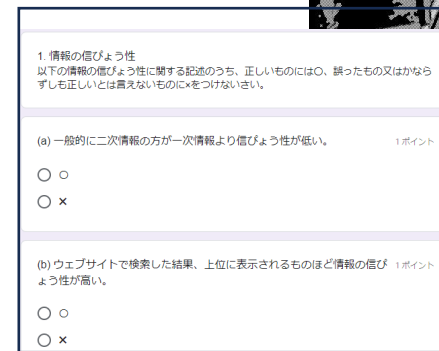 1. 情報の信ぴょう性
以下の情報の信ぴょう性に関する記述のうち、正しいものには○、誤ったもの又はかなら
ずしも正しいとは言えないものに×をつけないさい。
(a) 一般的に二次情報の方が一次情報より信ぴょう性が低い。 1 ポイント
○
×
(b) ウェブサイトで検索した結果、上位に表示されるものほど情報の信ぴ 1 ポイント
ょう性が高い。
○
×